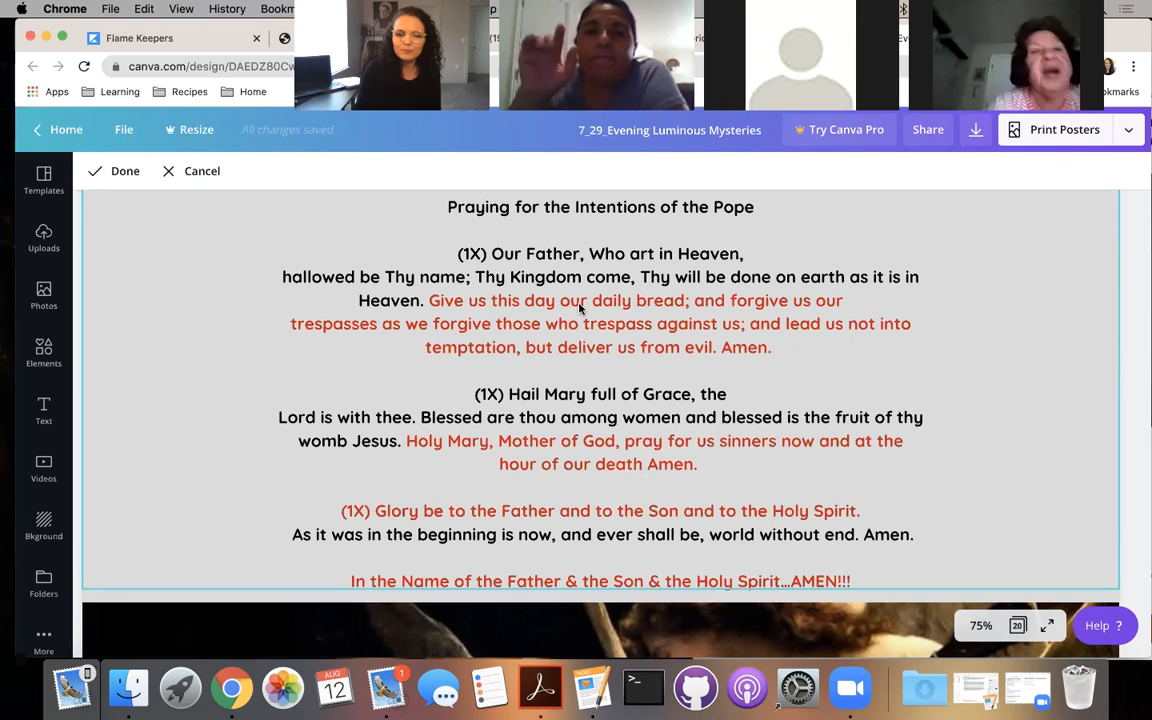 Chrome File Edit View History Bookm
Flame Keepers
canva.com/design/DAEDZ80Cw
Apps Learning Recipes Home
okmarks
Home File Resize All changes saved 7_29_Evening Luminous Mysteries Try Canva Pro Share Print Posters
Done Cancel
Templates
Uploads
Photos
Elements
Text
Videos
Bkground
Folders
More
Praying for the Intentions of the Pope
(1X) Our Father, Who art in Heaven,
hallowed be Thy name; Thy Kingdom come, Thy will be done on earth as it is in
Heaven. Give us this day our daily bread; and forgive us our
trespasses as we forgive those who trespass against us; and lead us not into
temptation, but deliver us from evil. Amen.
(1X) Hail Mary full of Grace, the
Lord is with thee. Blessed are thou among women and blessed is the fruit of thy
womb Jesus. Holy Mary, Mother of God, pray for us sinners now and at the
hour of our death Amen.
(1X) Glory be to the Father and to the Son and to the Holy Spirit.
As it was in the beginning is now, and ever shall be, world without end. Amen.
In the Name of the Father & the Son & the Holy Spirit...AMEN!!!
75% 20 Help ?
AUG
12
1